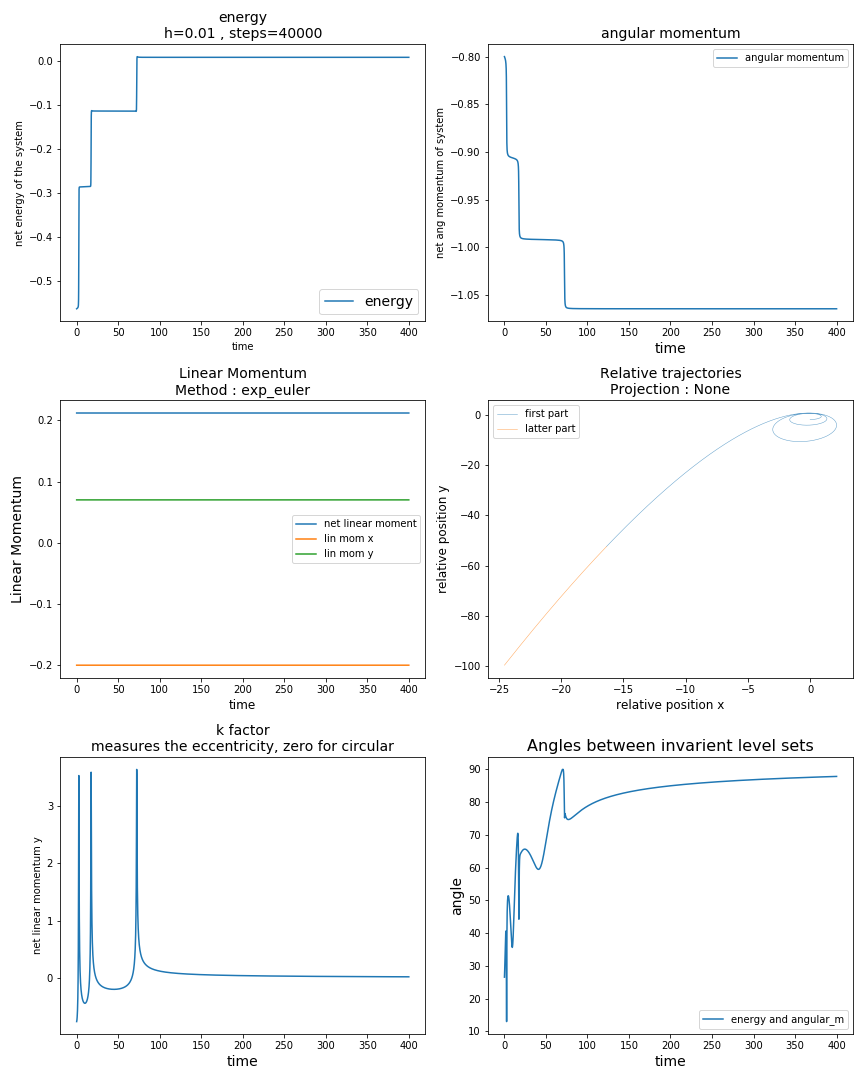 energy
h=0.01 , steps=40000
net energy of the system
0.0
−0.1
−0.2
−0.3
−0.4
−0.5
energy
0 50 100 150 200 250 300 350 400
time
angular momentum
net ang momentum of system
−0.80
−0.85
−0.90
−0.95
−1.00
−1.05
angular momentum
0 50 100 150 200 250 300 350 400
time
Linear Momentum
Method : exp_euler
Linear Momentum
0.2
0.1
0.0
−0.1
−0.2
net linear moment
lin mom x
lin mom y
0 50 100 150 200 250 300 350 400
time
Relative trajectories
Projection : None
relative position y
0
−20
−40
−60
−80
−100
first part
latter part
−25 −20 −15 −10 −5 0
relative position x
k factor
measures the eccentricity, zero for circular
net linear momentum y
3
2
1
0
0 50 100 150 200 250 300 350 400
time
Angles between invarient level sets
angle
90
80
70
60
50
40
30
20
10
energy and angular_m
0 50 100 150 200 250 300 350 400
time